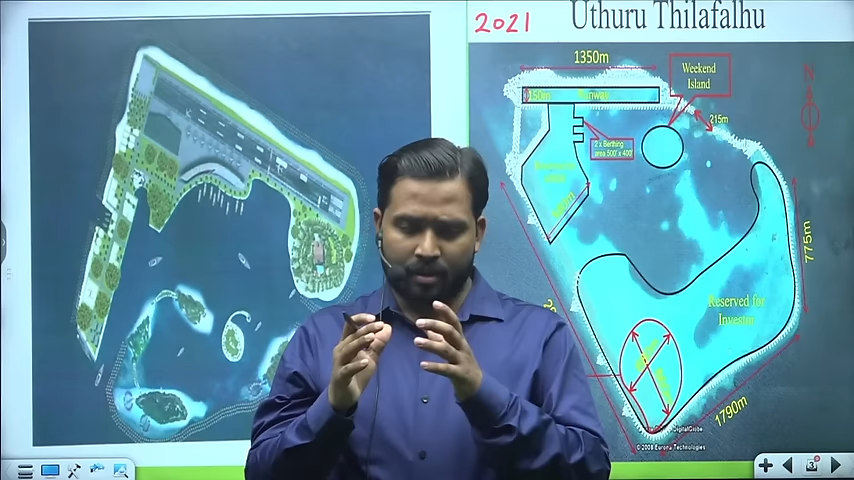 2021
Uthuru Thilafalhu
1350m
Weekend
Island
N
150m
Runway
215m
2 x Berthing
area 500' x 400'
775m
Reserved for
Investor
1790m
DigitalGlobe
© 2008 Europa Technologies